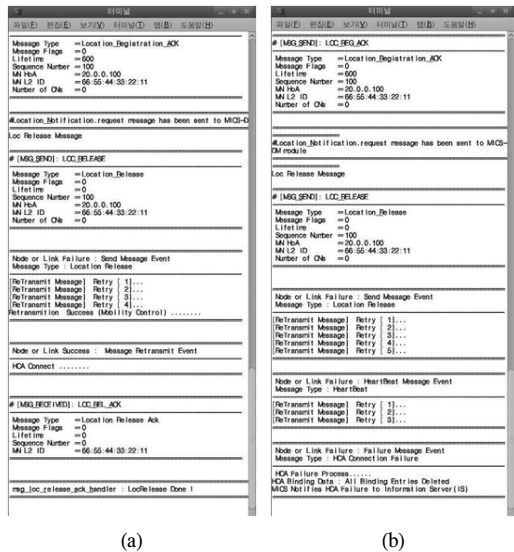 터미널
파일(F) 편집(E) 보기(V) 터미널(T) 탭(B) 도움말(H)
Message Type =Location_Registration_ACK
Message Flags =0
Lifetime =600
Sequence Number =100
MN HoA =20.0.0.100
MN L2 ID =66:55:44:33:22:11
Number of CNs =0
#Location_Notification.request message has been sent to MICS-D
Loc Release Message
# [MSG_SEND]: LOC_RELEASE
Message Type =Location_Release
Message Flags =0
Lifetime =0
Sequence Number =100
MN HoA =20.0.0.100
MN L2 ID =66:55:44:33:22:11
Number of CNs =0
Node or Link Failure : Send Message Event
Message Type : Location Release
[ReTransmit Message] Retry [ 1]...
[ReTransmit Message] Retry [ 2]...
[ReTransmit Message] Retry [ 3]...
[ReTransmit Message] Retry [ 4]...
Retransmition Success (Mobility Control) ........
Node or Link Success : Message Retransmit Event
HCA Connect ........
# [MSG_RECEIVED]: LOC_REL_ACK
Message Type =Location Release Ack
Message Flags =0
Lifetime =0
Sequence Number =100
MN L2 ID =66:55:44:33:22:11
msg_loc_release_ack_handler : LocRelease Done !
(a)
터미널
파일(F) 편집(E) 보기(V) 터미널(T) 탭(B) 도움말(H)
# [MSG_SEND]: LOC_REG_ACK
Message Type =Location_Registration_ACK
Message Flags =0
Lifetime =600
Sequence Number =100
MN HoA =20.0.0.100
MN L2 ID =66:55:44:33:22:11
Number of CNs =0
#Location_Notification.request message has been sent to MICS-
DM module
Loc Release Message
# [MSG_SEND]: LOC_RELEASE
Message Type =Location_Release
Message Flags =0
Lifetime =0
Sequence Number =100
MN HoA =20.0.0.100
MN L2 ID =66:55:44:33:22:11
Number of CNs =0
Node or Link Failure : Send Message Event
Message Type : Location Release
[ReTransmit Message] Retry [ 1]...
[ReTransmit Message] Retry [ 2]...
[ReTransmit Message] Retry [ 3]...
[ReTransmit Message] Retry [ 4]...
[ReTransmit Message] Retry [ 5]...
Node or Link Failure : HeartBeat Message Event
Message Type : HeartBeat
[ReTransmit Message] Retry [ 1]...
[ReTransmit Message] Retry [ 2]...
[ReTransmit Message] Retry [ 3]...
Node or Link Failure : Failure Message Event
Message Type : HCA Connection Failure
HCA Failure Process......
HCA Binding Data : All Binding Entries Deleted
MICS Notifies HCA Failure to Information Server(IS)
(b)